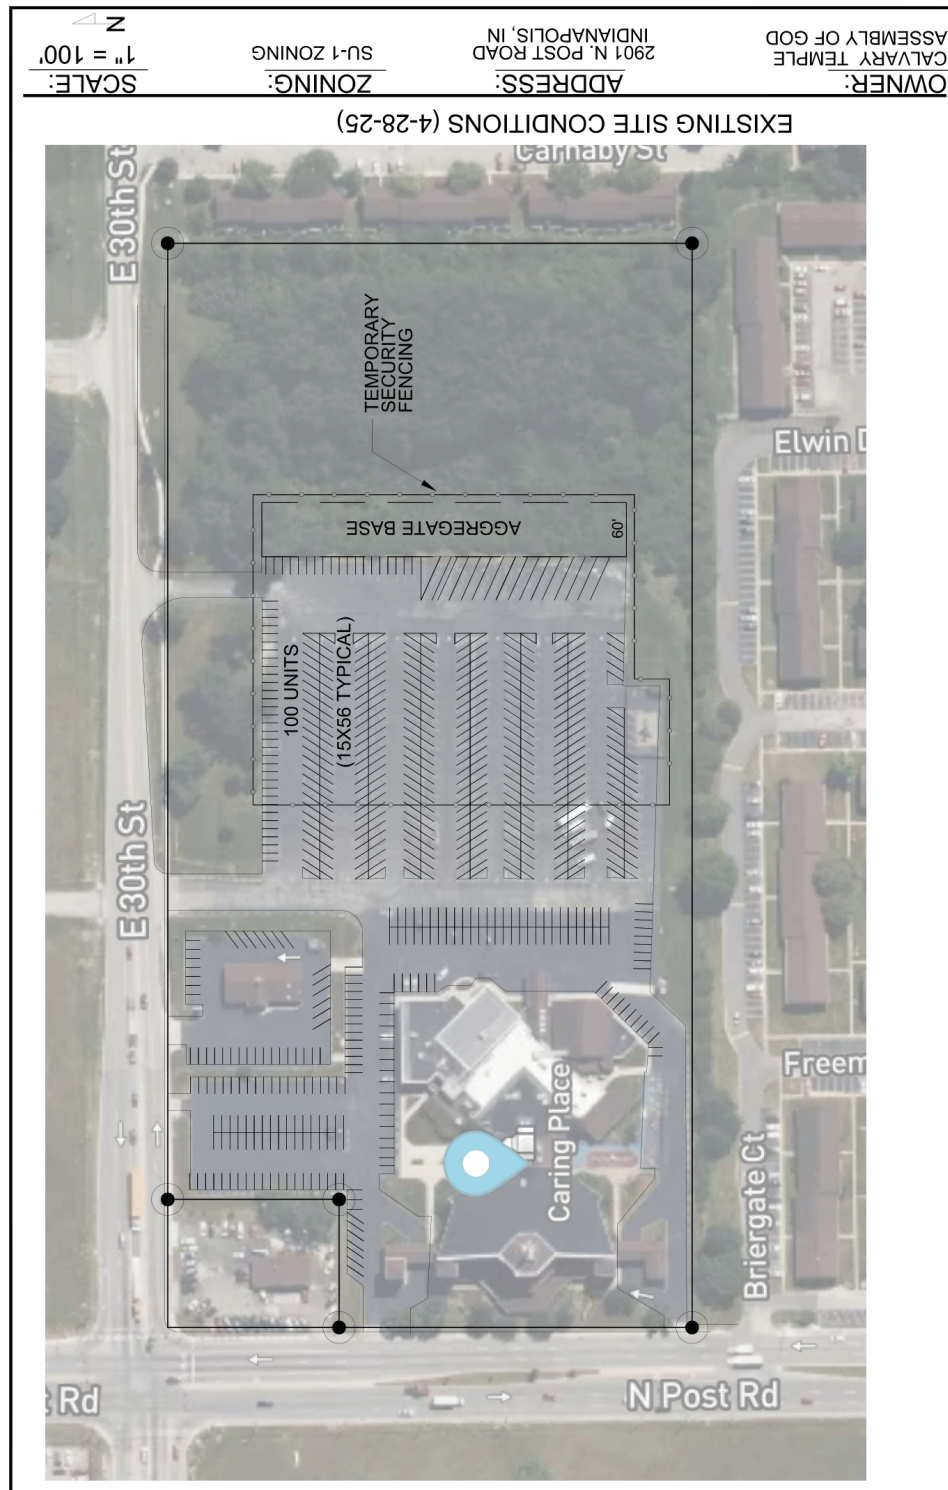 OWNER:
CALVARY TEMPLE
ASSEMBLY OF GOD
ADDRESS:
2901 N. POST ROAD
INDIANAPOLIS, IN
ZONING:
SU-1 ZONING
SCALE:
1" = 100'
N
EXISTING SITE CONDITIONS (4-28-25)
Carnaby St
E 30th St
TEMPORARY
SECURITY
FENCING
Elwin D
AGGREGATE BASE
60'
100 UNITS
(15X56 TYPICAL)
E 30th St
Caring Place
Freem
Briergate Ct
t Rd
N Post Rd